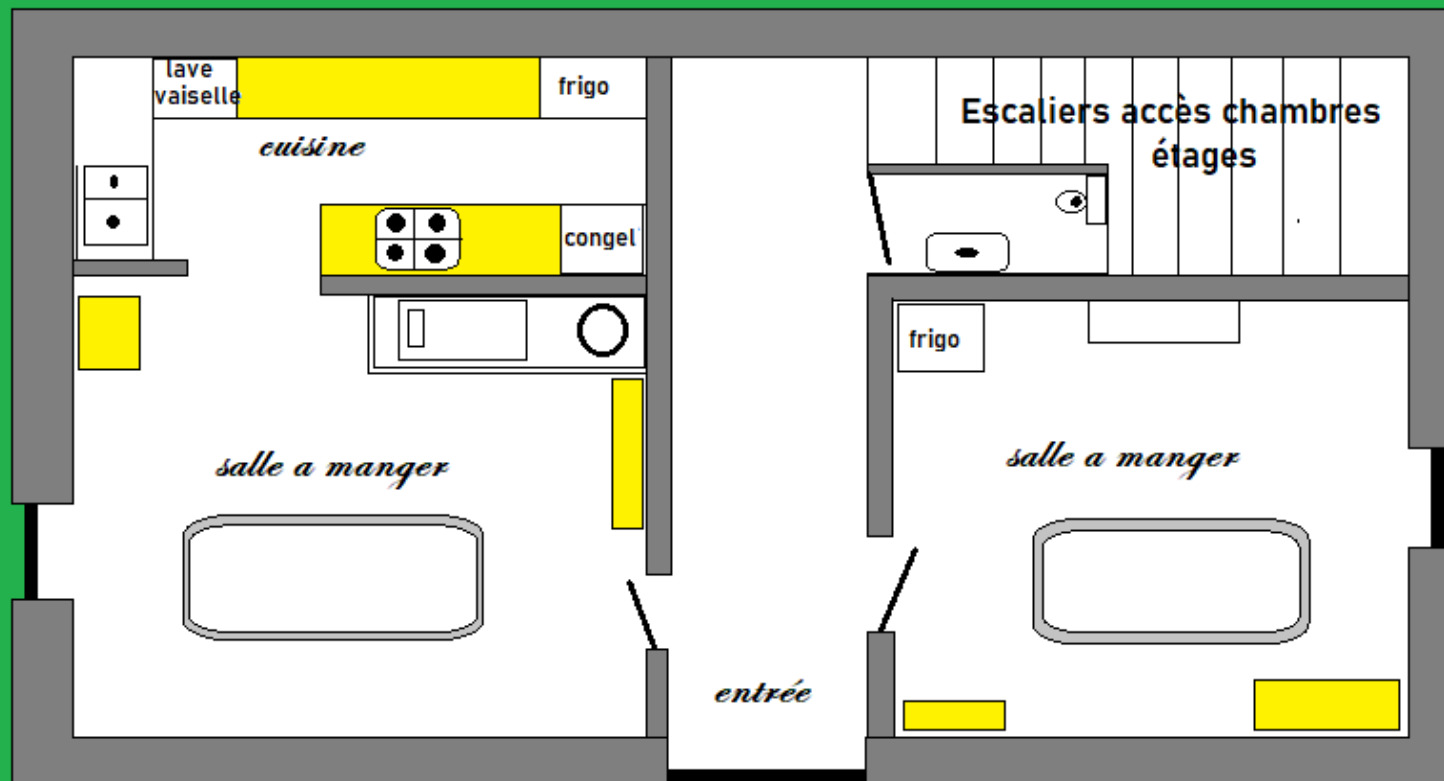 lave
vaiselle
frigo
cuisine
congel
Escaliers accès chambres
étages
frigo
salle a manger
salle a manger
entrée